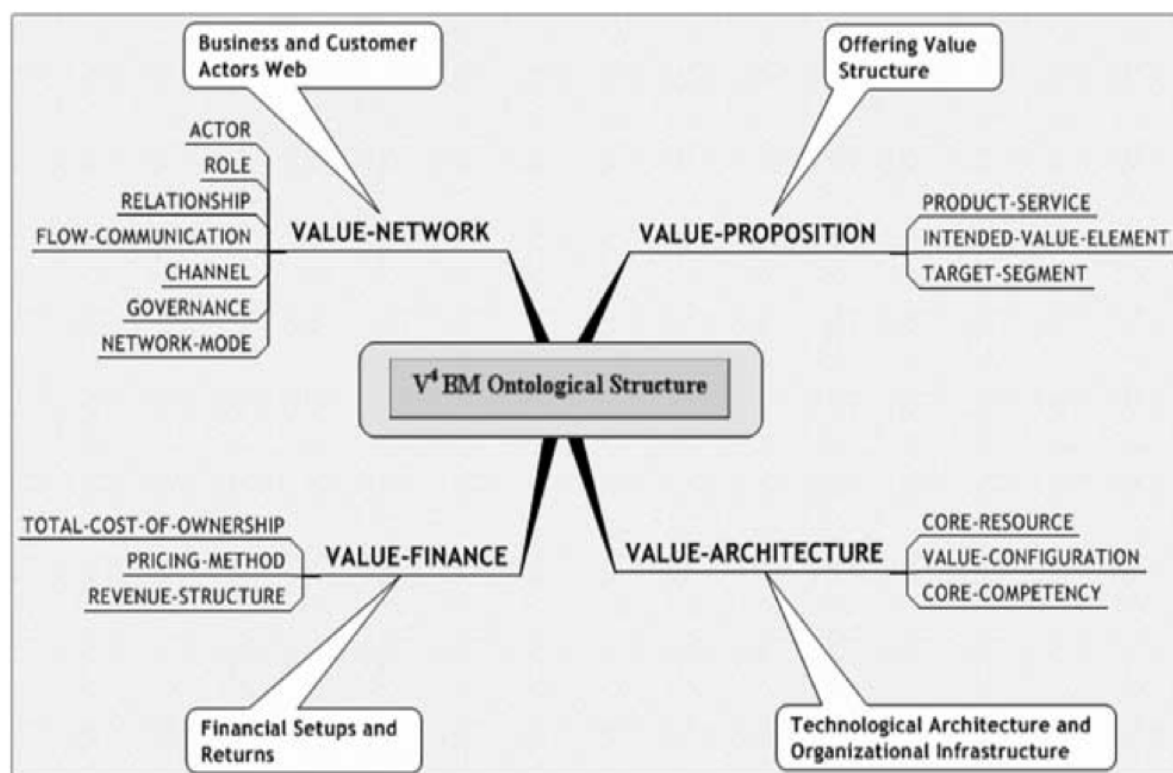 Business and Customer
Actors Web
Offering Value
Structure
ACTOR
ROLE
RELATIONSHIP
FLOW-COMMUNICATION
CHANNEL
GOVERNANCE
NETWORK-MODE
VALUE-NETWORK
VALUE-PROPOSITION
PRODUCT-SERVICE
INTENDED-VALUE-ELEMENT
TARGET-SEGMENT
V⁴ BM Ontological Structure
TOTAL-COST-OF-OWNERSHIP
PRICING-METHOD
REVENUE-STRUCTURE
VALUE-FINANCE
VALUE-ARCHITECTURE
CORE-RESOURCE
VALUE-CONFIGURATION
CORE-COMPETENCY
Financial Setups and
Returns
Technological Architecture and
Organizational Infrastructure